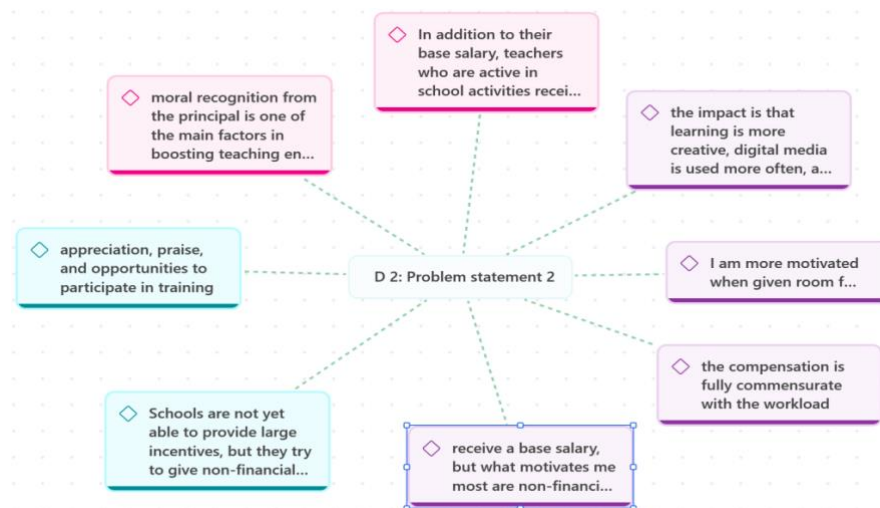 In addition to their
base salary, teachers
who are active in
school activities recei...
moral recognition from
the principal is one of
the main factors in
boosting teaching en...
the impact is that
learning is more
creative, digital media
is used more often, a...
appreciation, praise,
and opportunities to
participate in training
D 2: Problem statement 2
I am more motivated
when given room f...
the compensation is
fully commensurate
with the workload
Schools are not yet
able to provide large
incentives, but they try
to give non-financial...
receive a base salary,
but what motivates me
most are non-financi...